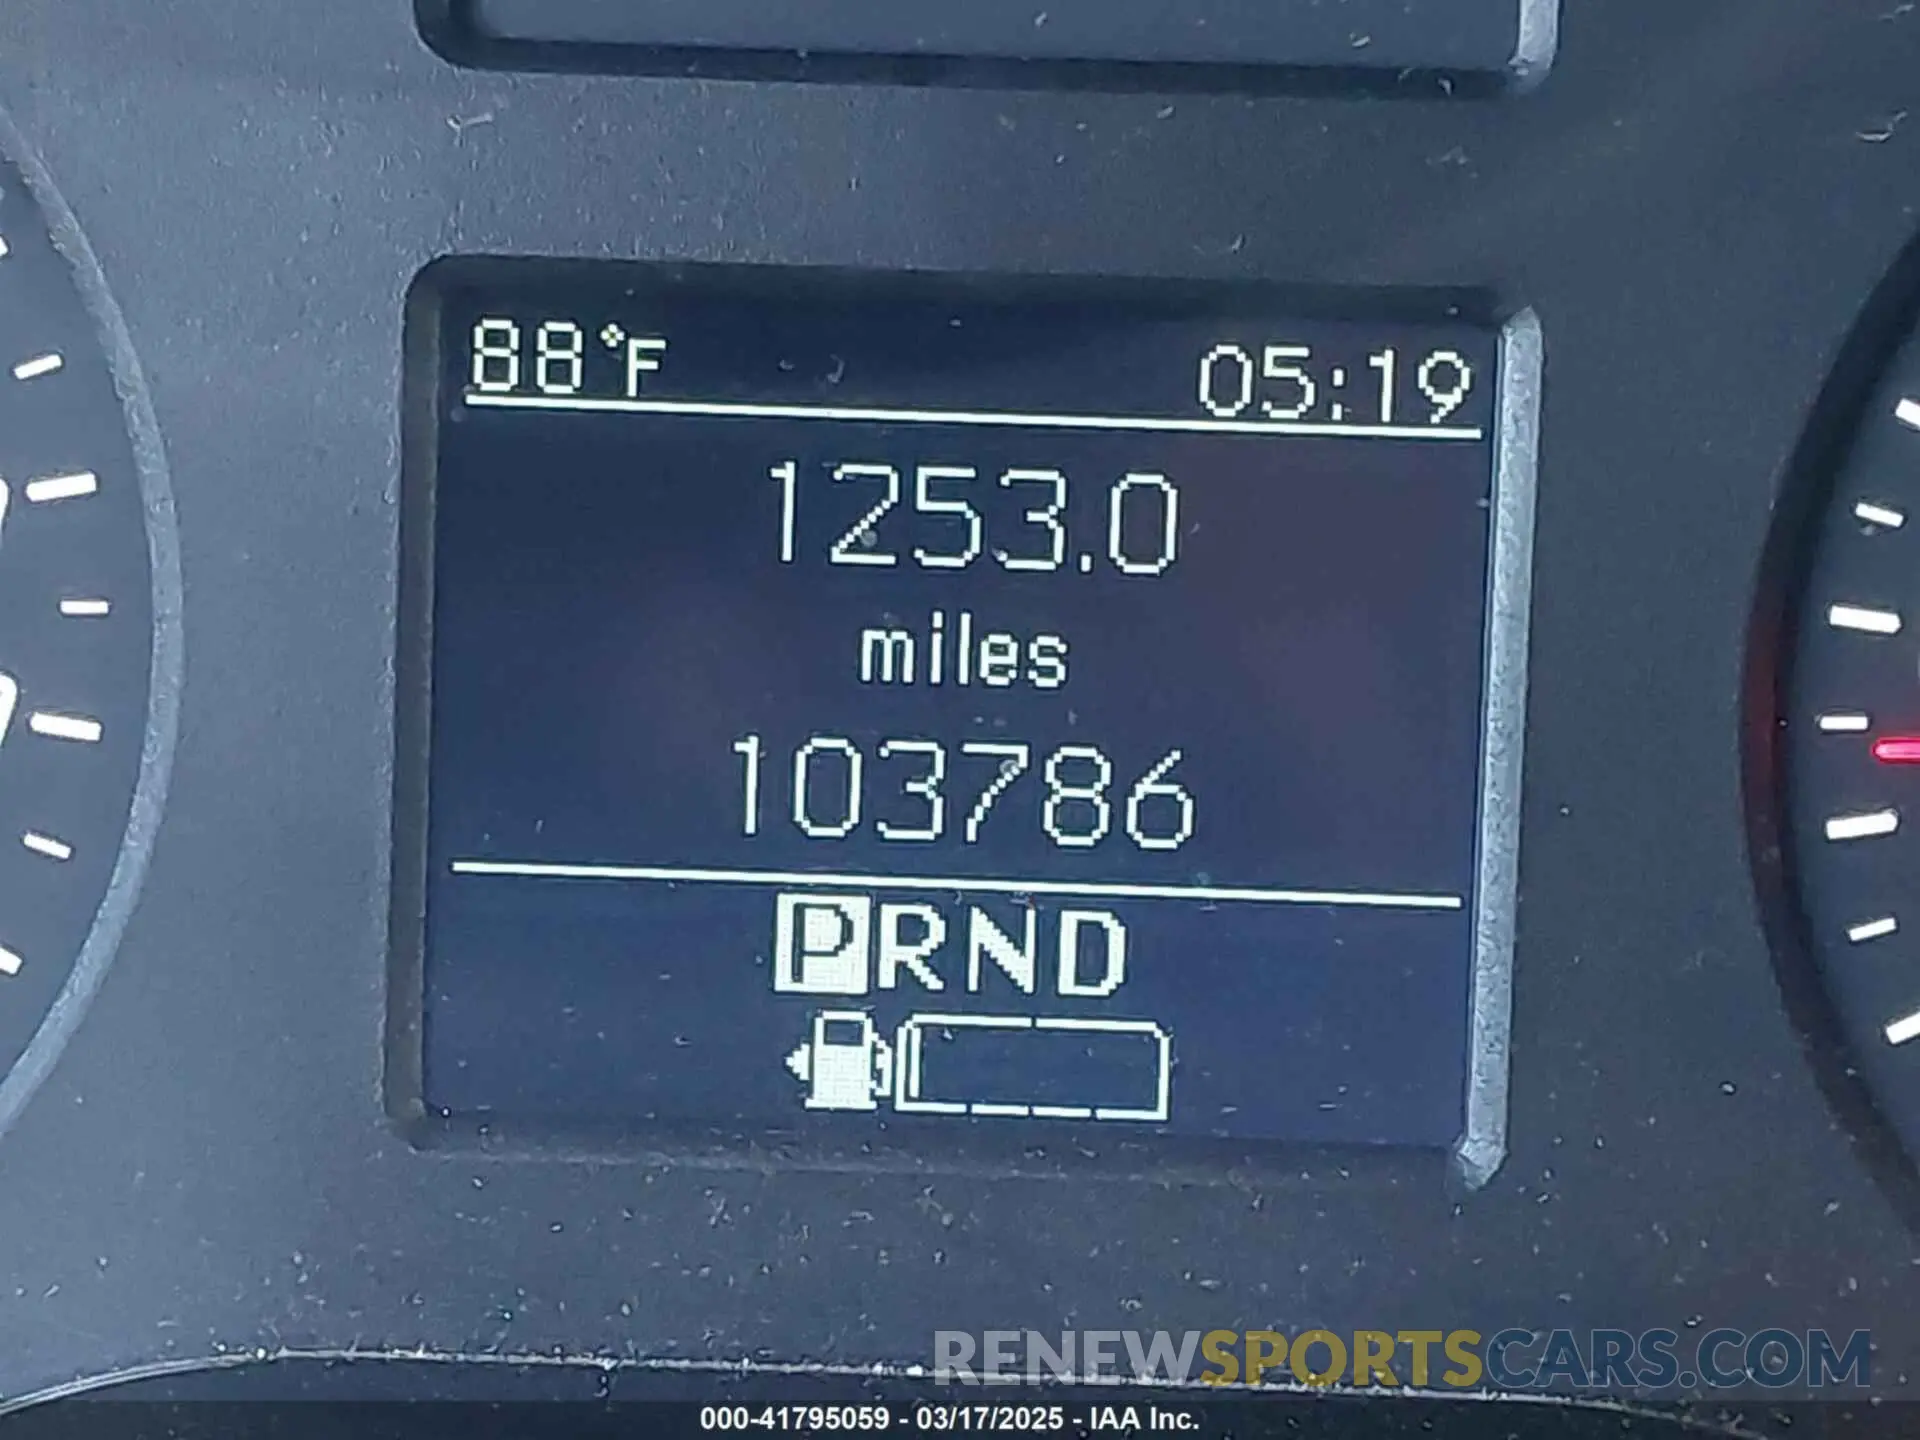 88°F 05:19
1253.0
miles
103786
PRND
RENEWSPORTSCARS.COM
000-41795059 - 03/17/2025 - IAA Inc.